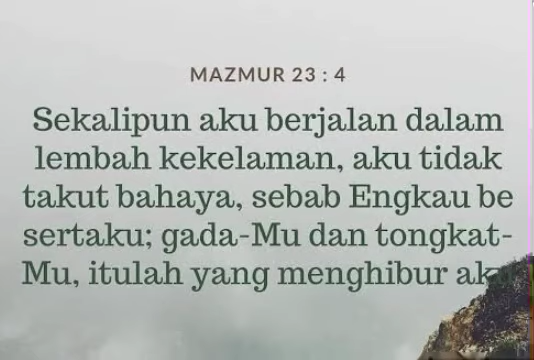 MAZMUR 23 : 4
Sekalipun aku berjalan dalam
lembah kekelaman, aku tidak
takut bahaya, sebab Engkau be
sertaku; gada-Mu dan tongkat-
Mu, itulah yang menghibur aku